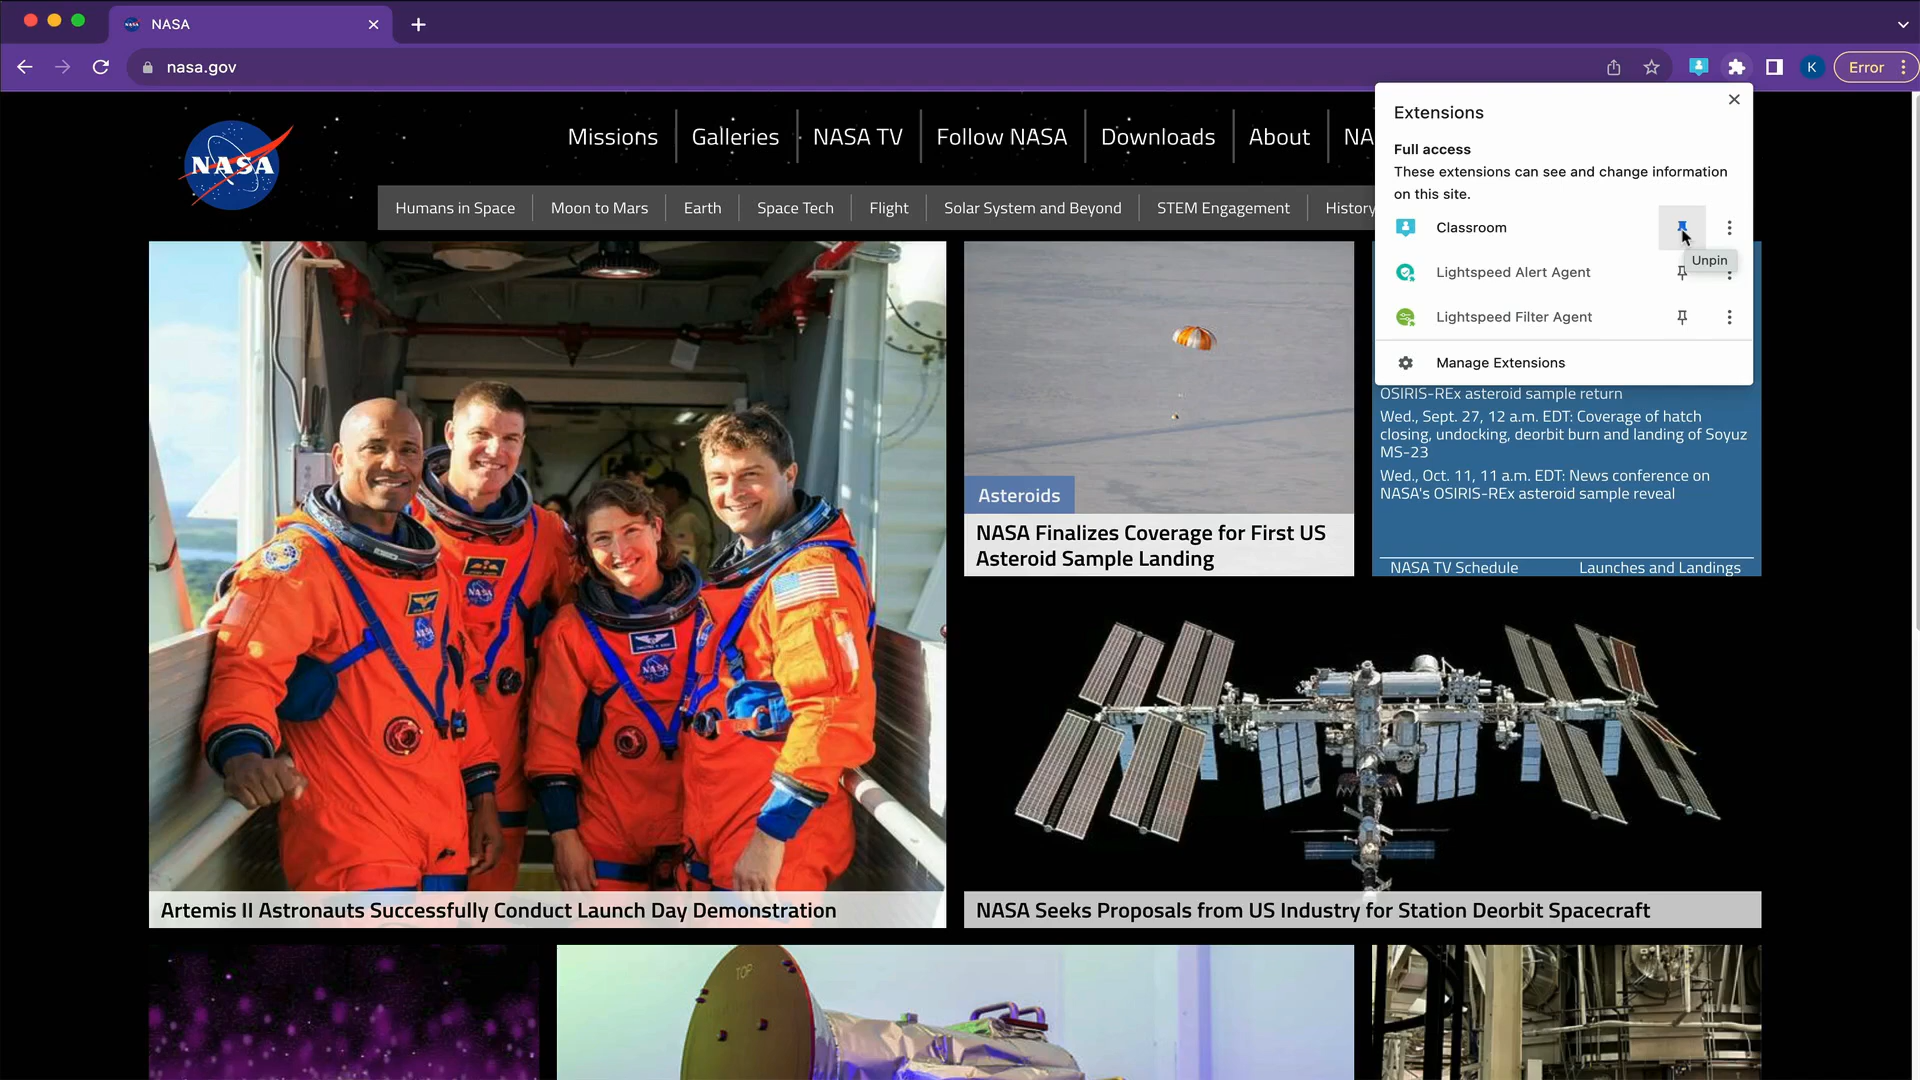 NASA
nasa.gov
K
Error
NASA
Missions
Galleries
NASA TV
Follow NASA
Downloads
About
NA
Humans in Space
Moon to Mars
Earth
Space Tech
Flight
Solar System and Beyond
STEM Engagement
History
Extensions
Full access
These extensions can see and change information
on this site.
Classroom
Unpin
Lightspeed Alert Agent
Lightspeed Filter Agent
Manage Extensions
OSIRIS-REx asteroid sample return
Wed., Sept. 27, 12 a.m. EDT: Coverage of hatch
closing, undocking, deorbit burn and landing of Soyuz
MS-23
Wed., Oct. 11, 11 a.m. EDT: News conference on
NASA's OSIRIS-REx asteroid sample reveal
NASA TV Schedule
Launches and Landings
Asteroids
NASA Finalizes Coverage for First US
Asteroid Sample Landing
NASA
NASA
Artemis II Astronauts Successfully Conduct Launch Day Demonstration
NASA Seeks Proposals from US Industry for Station Deorbit Spacecraft
TOP